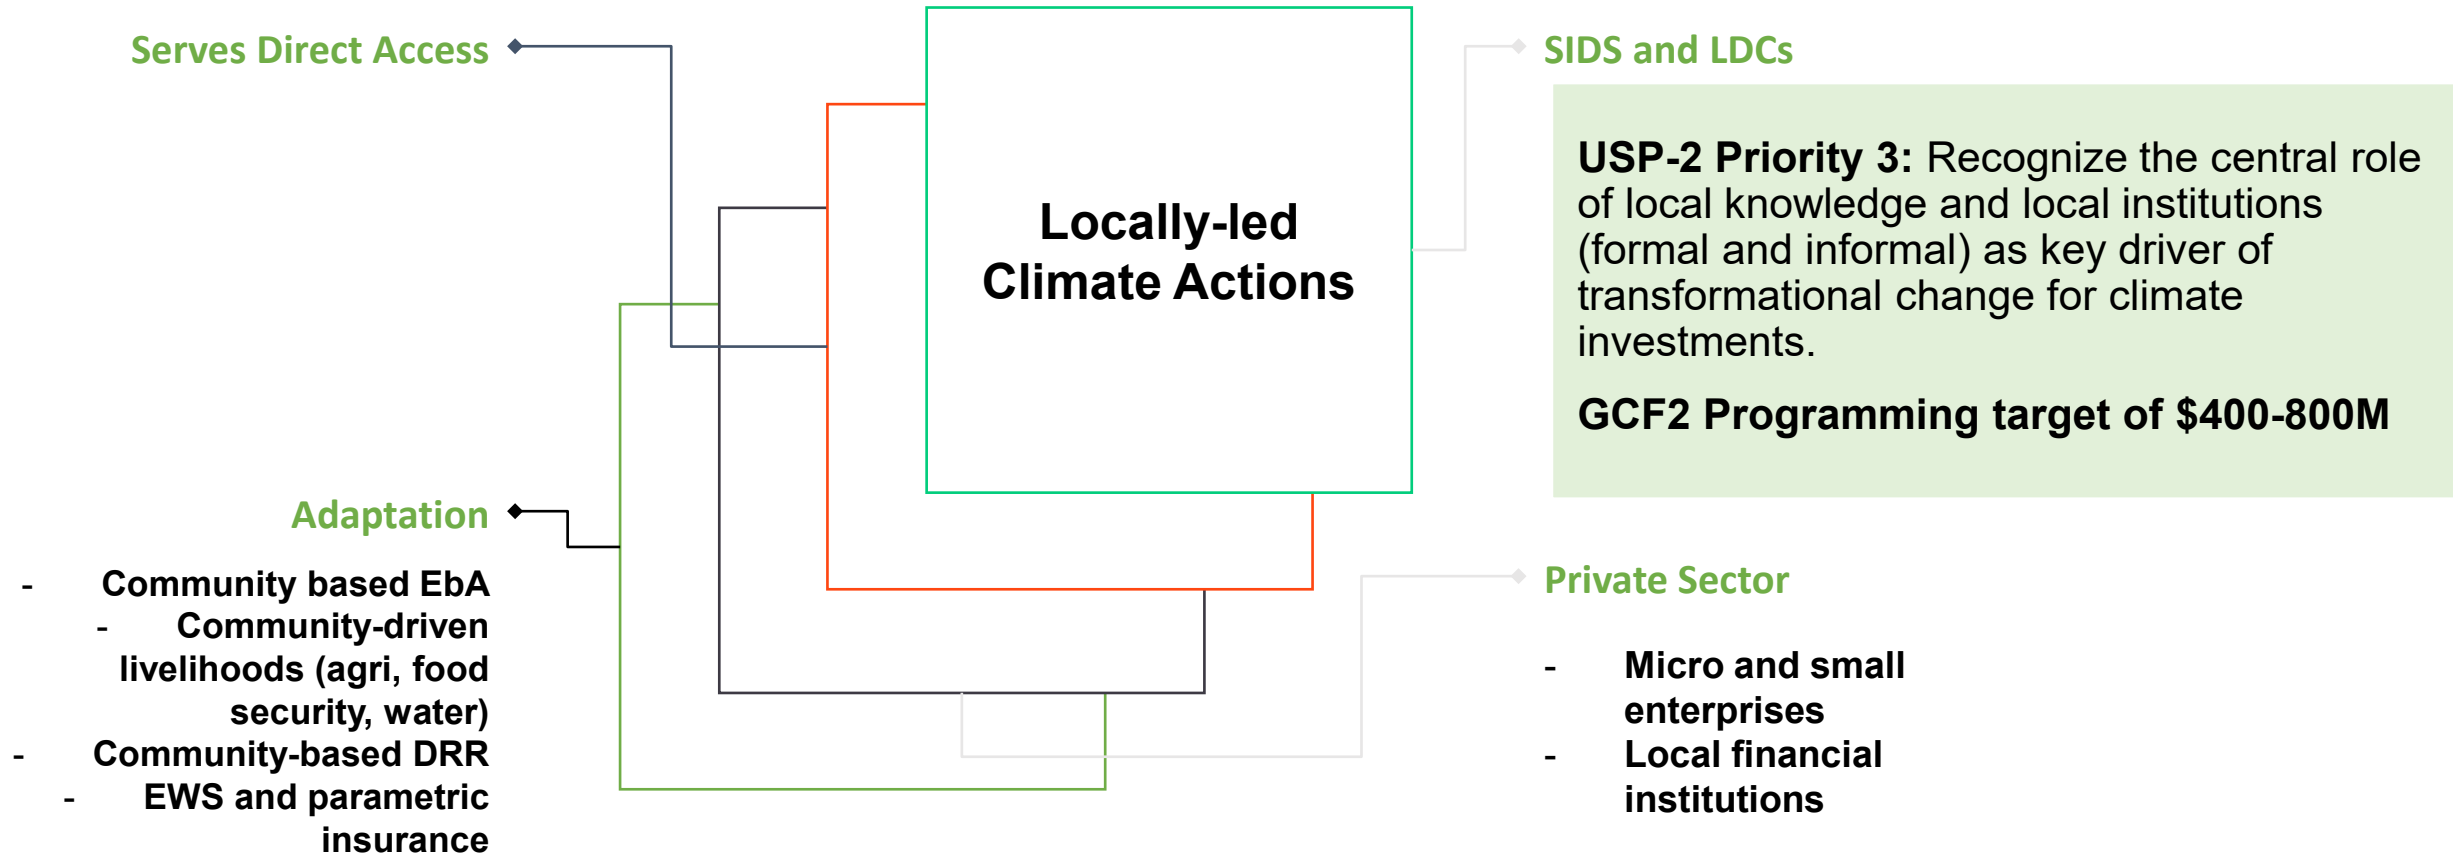 Serves Direct Access
Locally-led
Climate Actions
SIDS and LDCs
USP-2 Priority 3: Recognize the central role
of local knowledge and local institutions
(formal and informal) as key driver of
transformational change for climate
investments.
GCF2 Programming target of $400-800M
Adaptation
- Community based EbA
- Community-driven
livelihoods (agri, food
security, water)
- Community-based DRR
- EWS and parametric
insurance
Private Sector
- Micro and small
enterprises
- Local financial
institutions